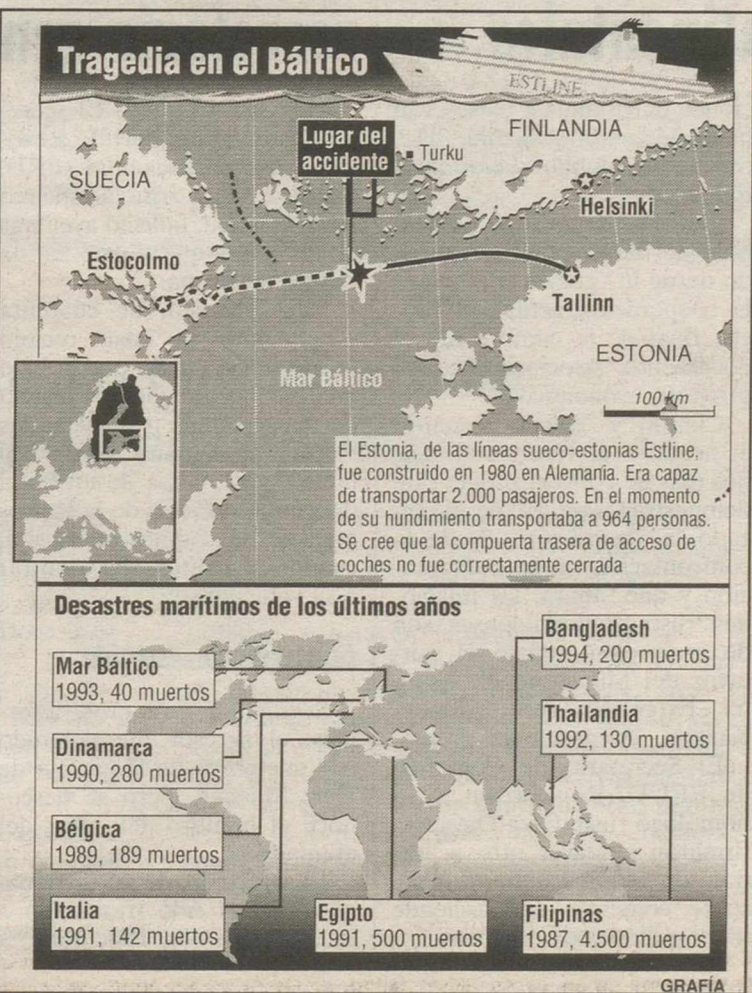 Tragedia en el Báltico
ESTLINE
Lugar del
accidente
FINLANDIA
Turku
SUECIA
Helsinki
Estocolmo
Tallinn
ESTONIA
Mar Báltico
100 km
El Estonia, de las líneas sueco-estonias Estline,
fue construido en 1980 en Alemania. Era capaz
de transportar 2.000 pasajeros. En el momento
de su hundimiento transportaba a 964 personas.
Se cree que la compuerta trasera de acceso de
coches no fue correctamente cerrada
Desastres marítimos de los últimos años
Bangladesh
1994, 200 muertos
Mar Báltico
1993, 40 muertos
Thailandia
1992, 130 muertos
Dinamarca
1990, 280 muertos
Bélgica
1989, 189 muertos
Italia
1991, 142 muertos
Egipto
1991, 500 muertos
Filipinas
1987, 4.500 muertos
GRAFÍA